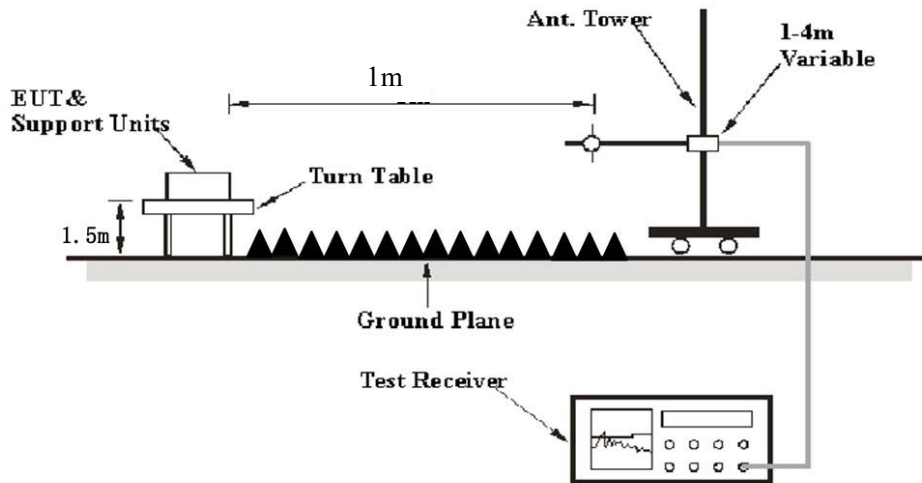 Ant. Tower
1-4m
Variable
1m
EUT &
Support Units
Turn Table
1.5m
Ground Plane
Test Receiver